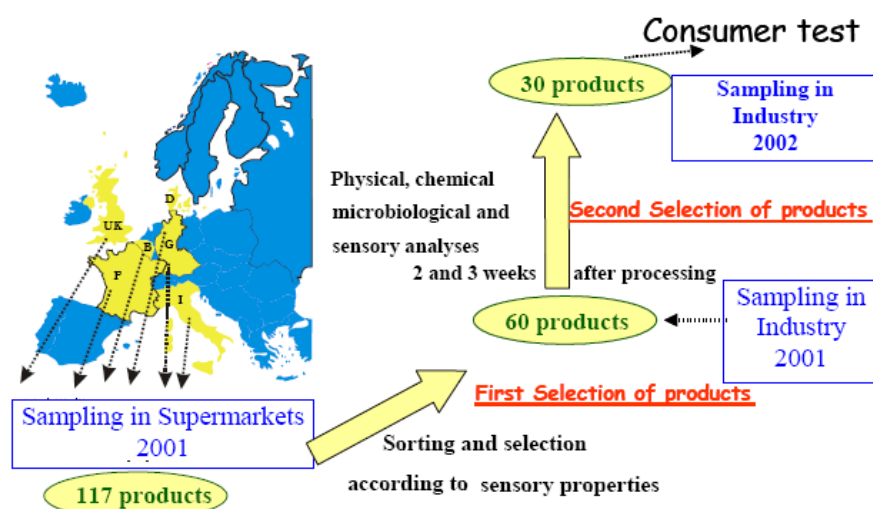 Consumer test
30 products
Sampling in
Industry
2002
Physical, chemical
microbiological and
sensory analyses
2 and 3 weeks after processing
Second Selection of products
D
UK
B
G
F
I
60 products
Sampling in
Industry
2001
First Selection of products
Sampling in Supermarkets
2001
117 products
Sorting and selection
according to sensory properties